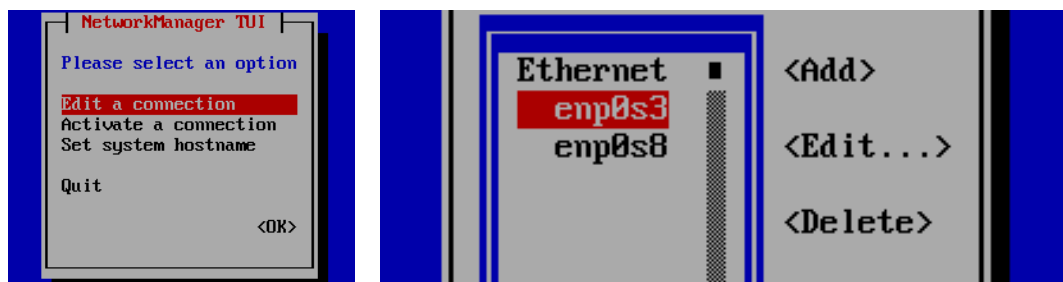 NetworkManager TUI
Please select an option
Edit a connection
Activate a connection
Set system hostname
Quit
<OK>
Ethernet
enp0s3
enp0s8
<Add>
<Edit...>
<Delete>